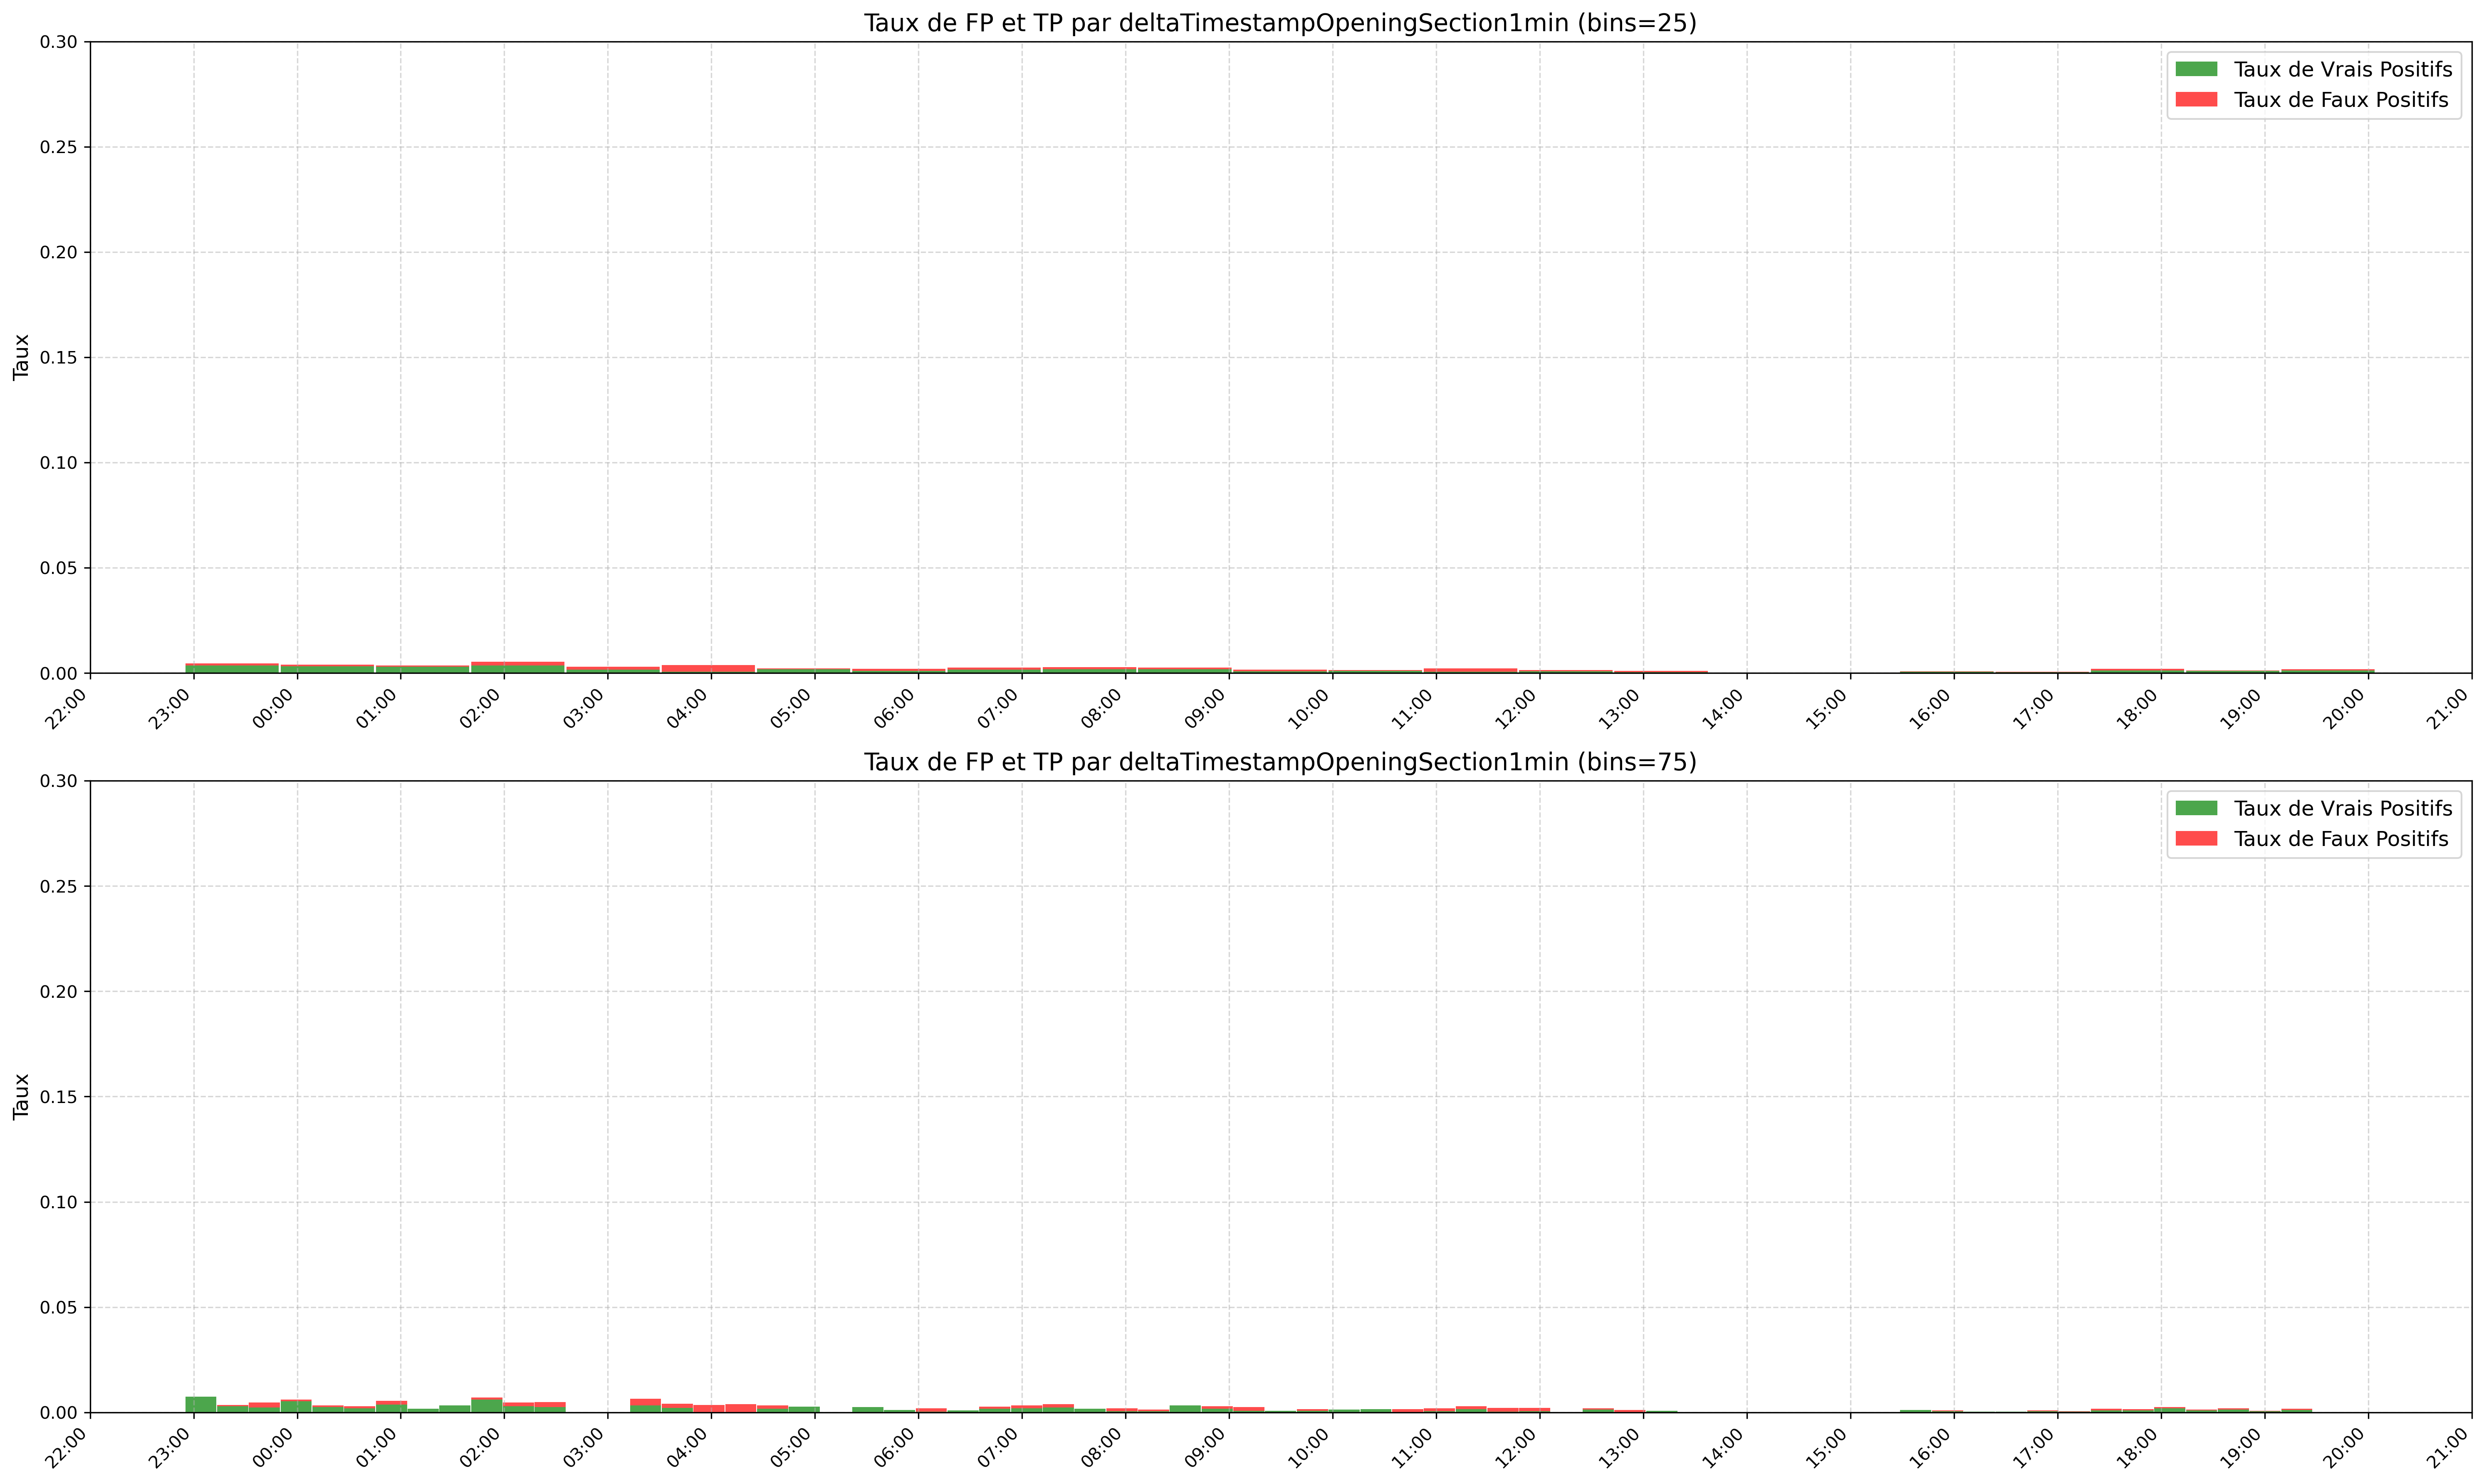 Taux de FP et TP par deltaTimestampOpeningSection1min (bins=25)
Taux de Vrais Positifs
Taux de Faux Positifs
Taux
0.30
0.25
0.20
0.15
0.10
0.05
0.00
22:00 23:00 00:00 01:00 02:00 03:00 04:00 05:00 06:00 07:00 08:00 09:00 10:00 11:00 12:00 13:00 14:00 15:00 16:00 17:00 18:00 19:00 20:00 21:00
Taux de FP et TP par deltaTimestampOpeningSection1min (bins=75)
Taux de Vrais Positifs
Taux de Faux Positifs
Taux
0.30
0.25
0.20
0.15
0.10
0.05
0.00
22:00 23:00 00:00 01:00 02:00 03:00 04:00 05:00 06:00 07:00 08:00 09:00 10:00 11:00 12:00 13:00 14:00 15:00 16:00 17:00 18:00 19:00 20:00 21:00